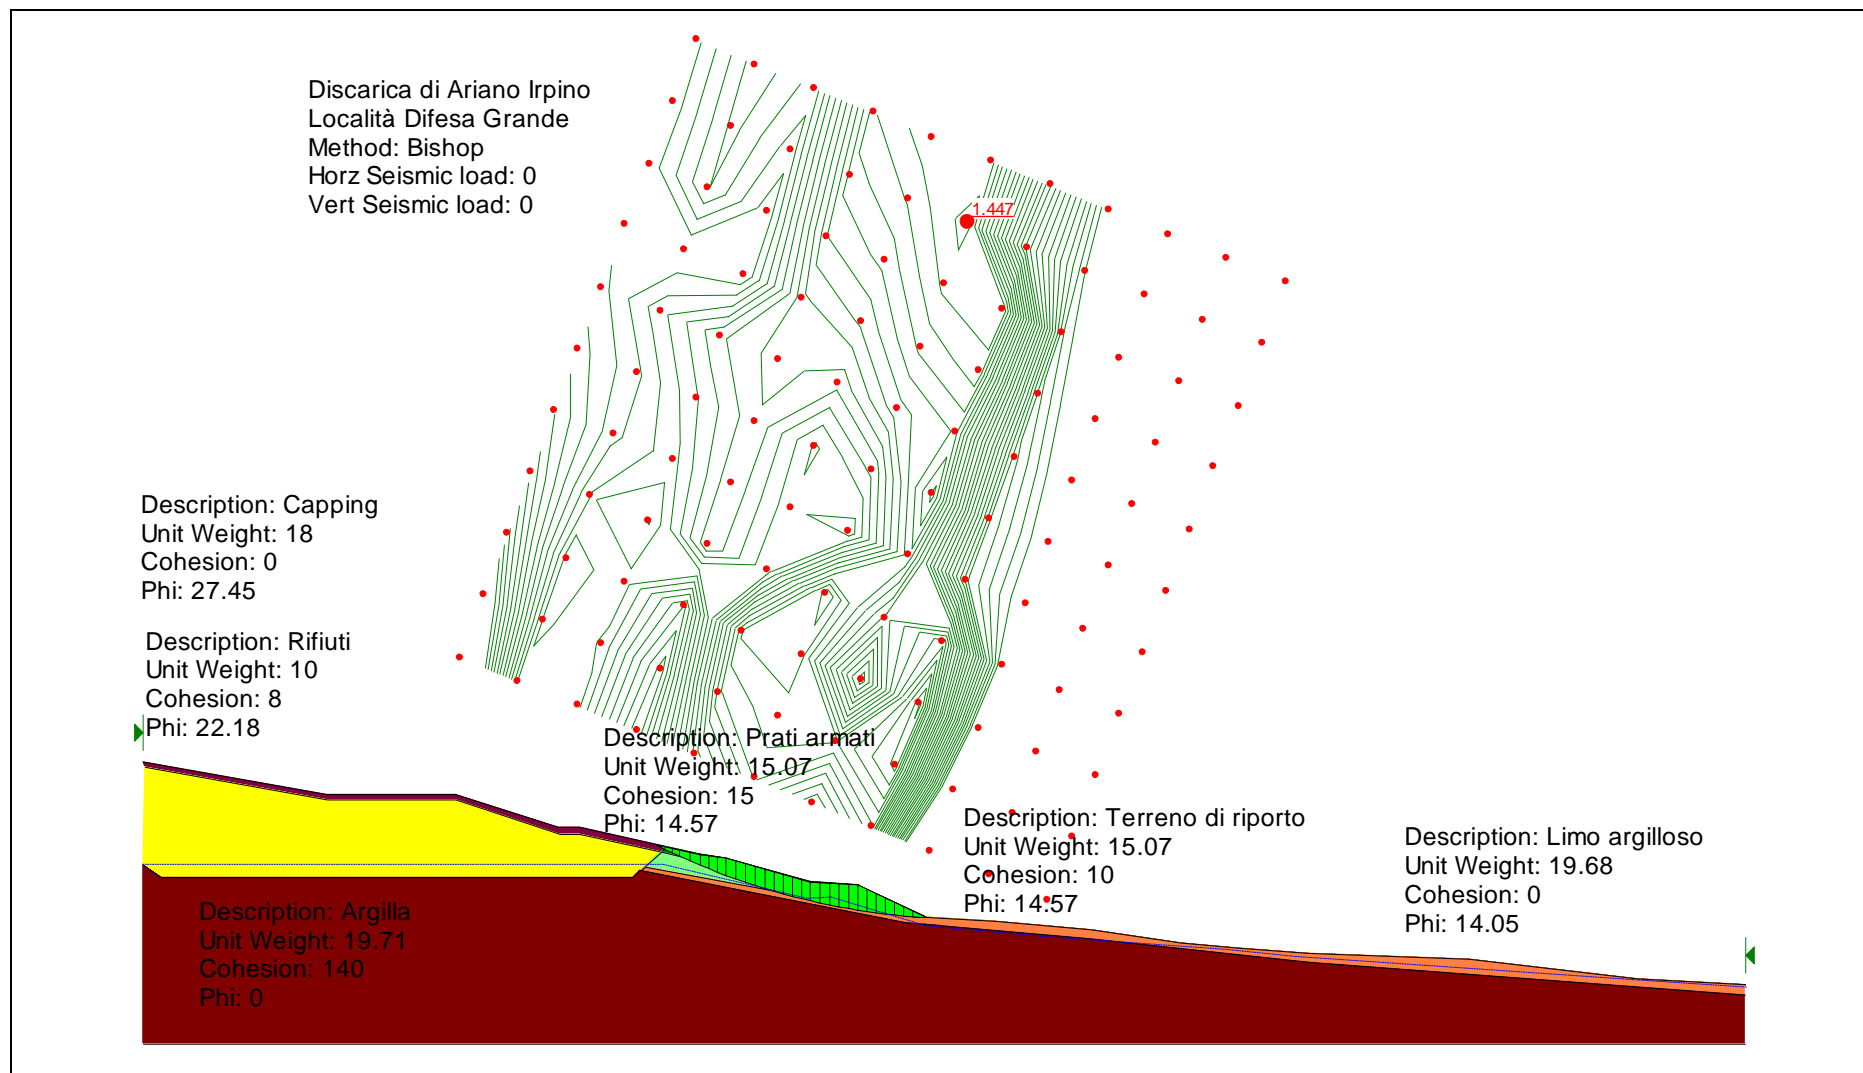 Discarica di Ariano Irpino
Località Difesa Grande
Method: Bishop
Horz Seismic load: 0
Vert Seismic load: 0
1.447
Description: Capping
Unit Weight: 18
Cohesion: 0
Phi: 27.45
Description: Rifiuti
Unit Weight: 10
Cohesion: 8
Phi: 22.18
Description: Prati armati
Unit Weight: 15.07
Cohesion: 15
Phi: 14.57
Description: Terreno di riporto
Unit Weight: 15.07
Cohesion: 10
Phi: 14.57
Description: Limo argilloso
Unit Weight: 19.68
Cohesion: 0
Phi: 14.05
Description: Argilla
Unit Weight: 19.71
Cohesion: 140
Phi: 0